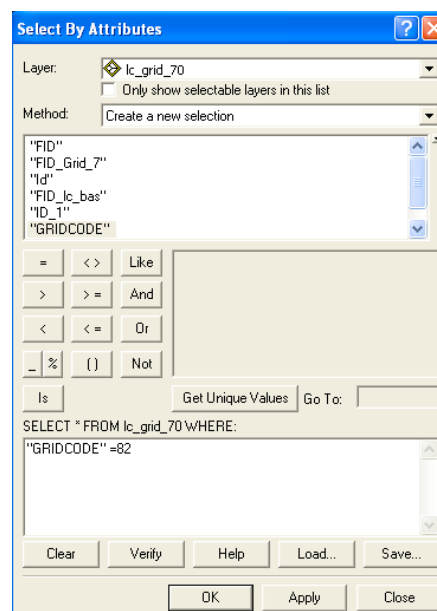 Select By Attributes
Layer: lc_grid_70
Only show selectable layers in this list
Method: Create a new selection
"FID"
"FID_Grid_7"
"Id"
"FID_lc_bas"
"ID_1"
"GRIDCODE"
= < > Like
> > = And
< < = Or
_ % ( ) Not
Is Get Unique Values Go To:
SELECT * FROM lc_grid_70 WHERE:
"GRIDCODE" =82
Clear Verify Help Load... Save...
OK Apply Close